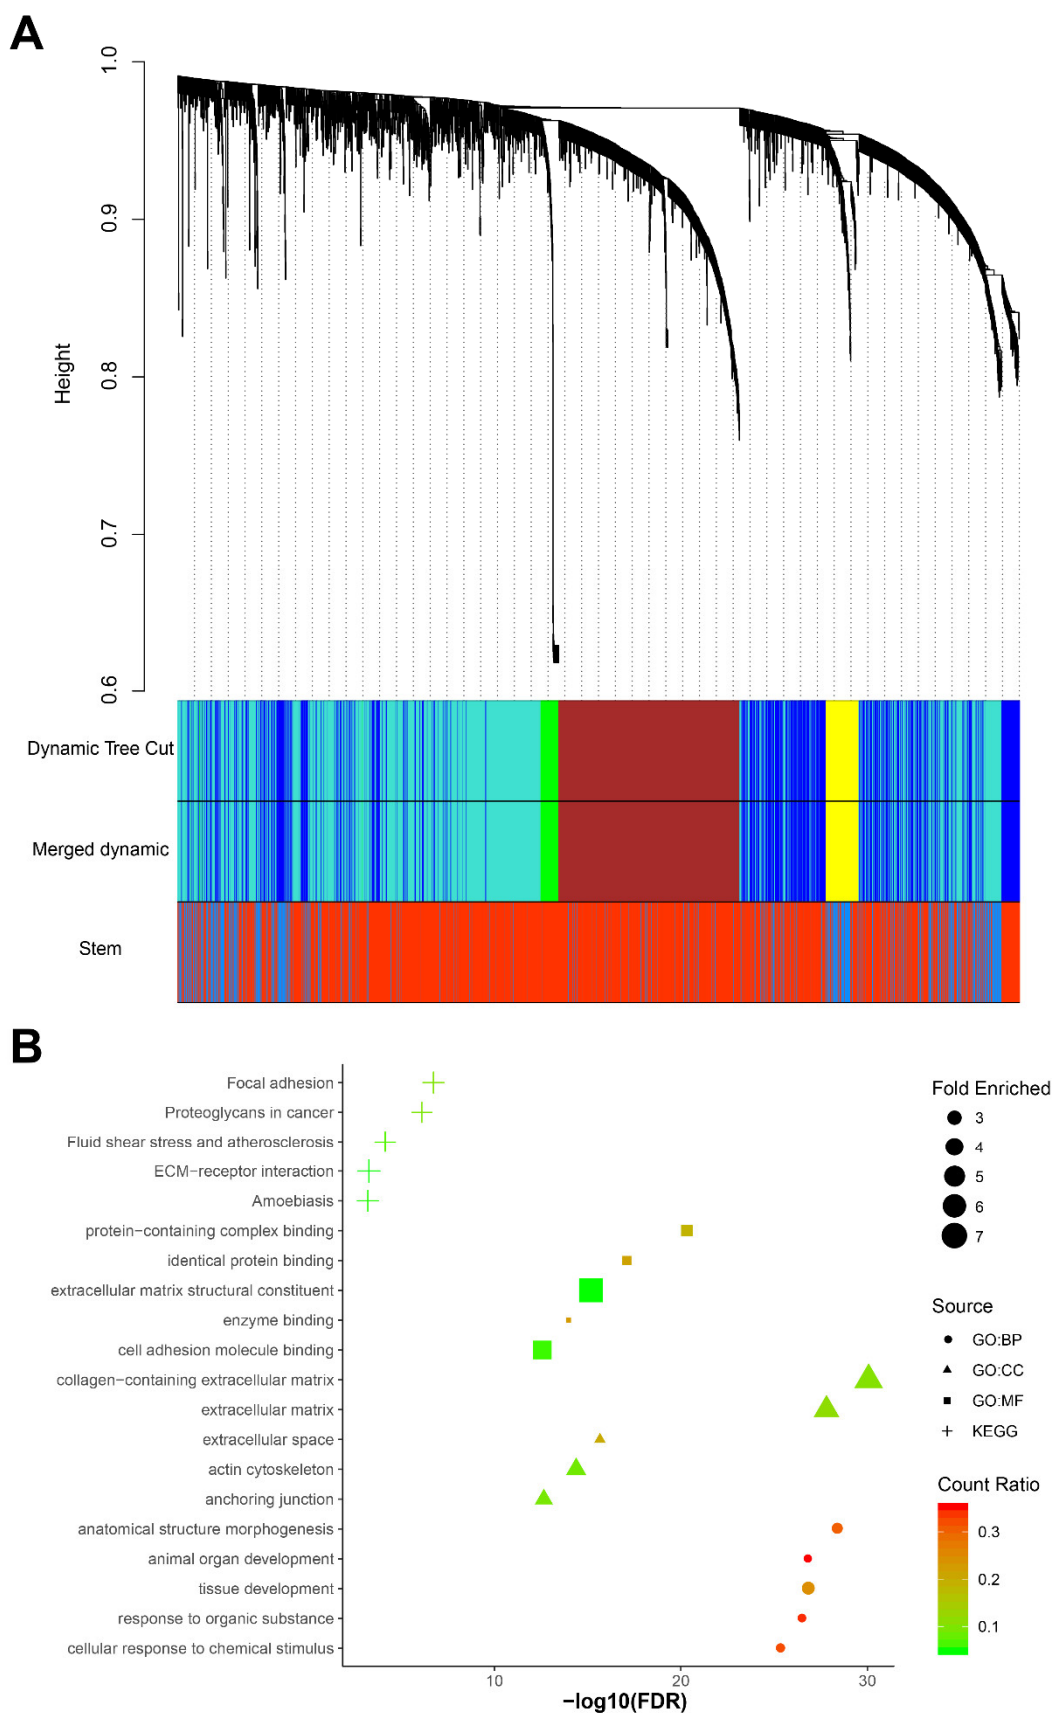 A
1.0
0.9
0.8
0.7
0.6
Height
Dynamic Tree Cut
Merged dynamic
Stem
B
Focal adhesion
Proteoglycans in cancer
Fluid shear stress and atherosclerosis
ECM−receptor interaction
Amoebiasis
protein−containing complex binding
identical protein binding
extracellular matrix structural constituent
enzyme binding
cell adhesion molecule binding
collagen−containing extracellular matrix
extracellular matrix
extracellular space
actin cytoskeleton
anchoring junction
anatomical structure morphogenesis
animal organ development
tissue development
response to organic substance
cellular response to chemical stimulus
10 20 30
−log10(FDR)
Fold Enriched
3
4
5
6
7
Source
GO:BP
GO:CC
GO:MF
KEGG
Count Ratio
0.3
0.2
0.1